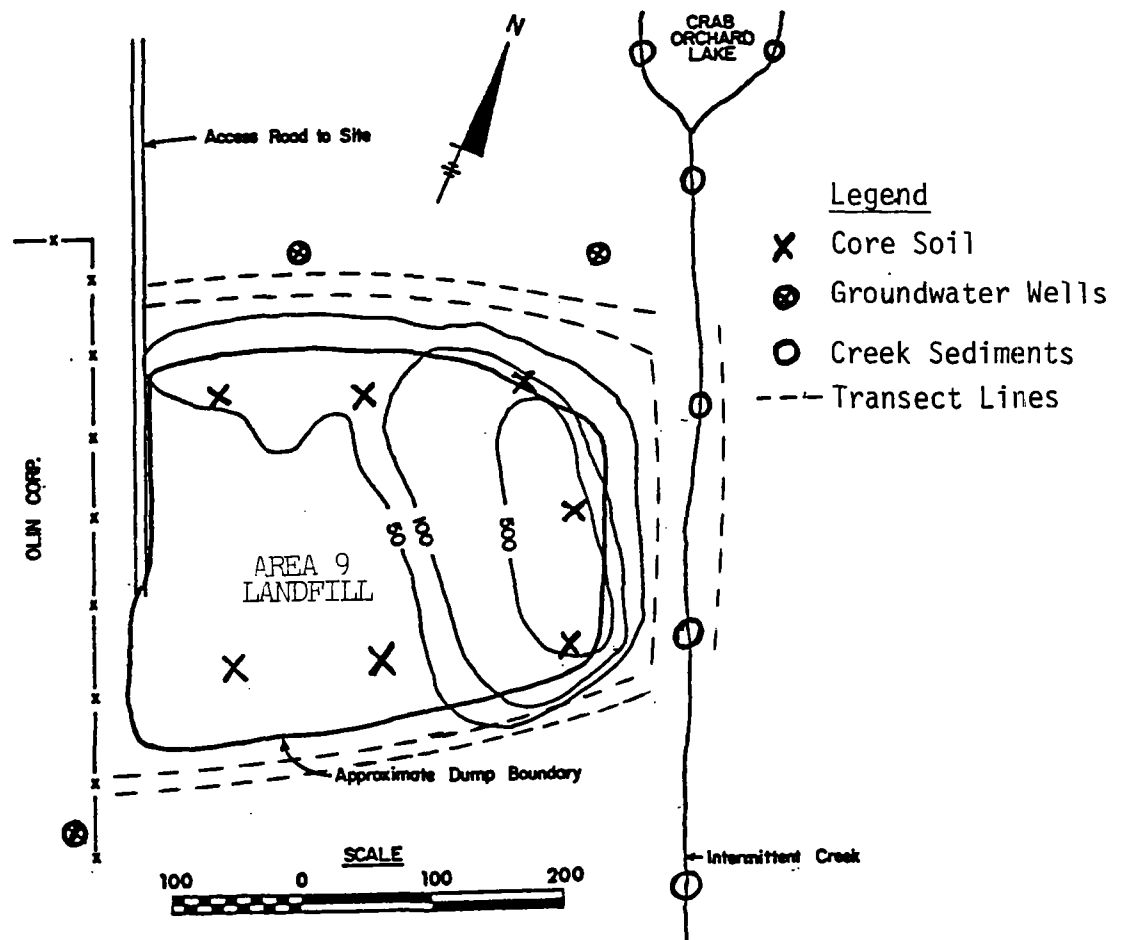 N
CRAB
ORCHARD
LAKE
Access Road to Site
Legend
X Core Soil
Groundwater Wells
Creek Sediments
Transect Lines
OLIN CORP.
50
100
500
AREA 9
LANDFILL
Approximate Dump Boundary
SCALE
100 0 100 200
Intermittent Creek